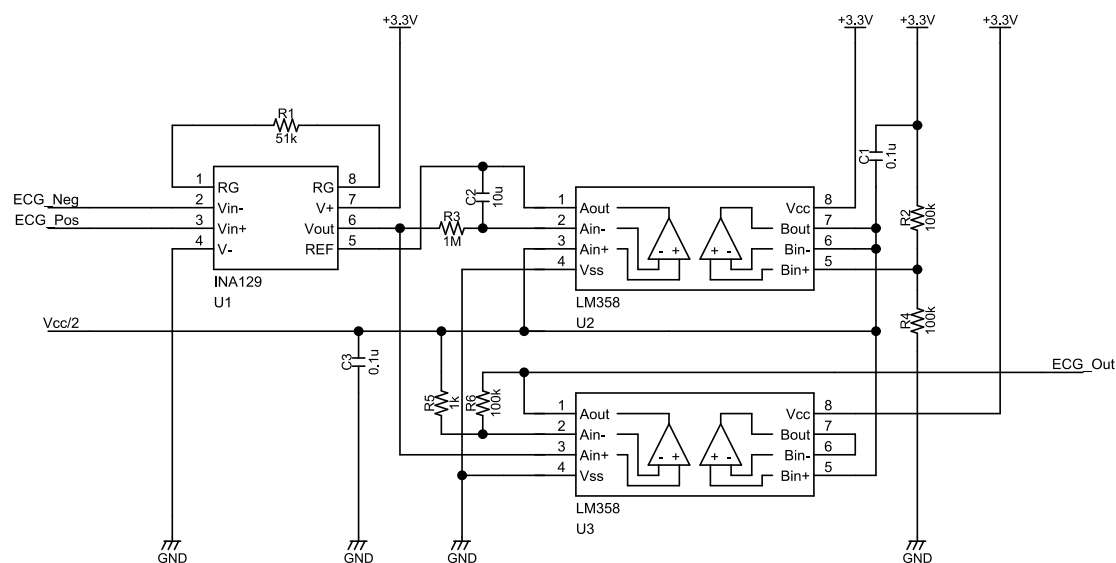 +3.3V
+3.3V
+3.3V
+3.3V
R1
51k
C1
0.1u
1 RG
RG 8
ECG_Neg
2 Vin-
V+ 7
ECG_Pos
3 Vin+
Vout 6
4 V-
REF 5
INA129
U1
C2
10u
R3
1M
1 Aout
Vcc 8
2 Ain-
Bout 7
3 Ain+
Bin- 6
4 Vss
Bin+ 5
- +
+ -
LM358
U2
R2
100k
R4
100k
Vcc/2
C3
0.1u
R5
1k
R6
100k
ECG_Out
1 Aout
Vcc 8
2 Ain-
Bout 7
3 Ain+
Bin- 6
4 Vss
Bin+ 5
- +
+ -
LM358
U3
GND
GND
GND
GND